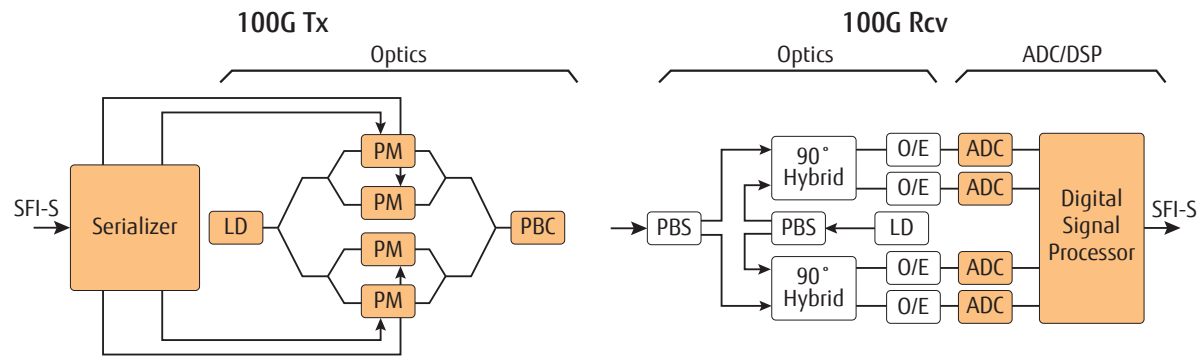 100G Tx
Optics
SFI-S
Serializer
LD
PM
PM
PM
PM
PBC
100G Rcv
Optics
ADC/DSP
PBS
90°
Hybrid
90°
Hybrid
PBS
LD
O/E
O/E
O/E
O/E
ADC
ADC
ADC
ADC
Digital
Signal
Processor
SFI-S